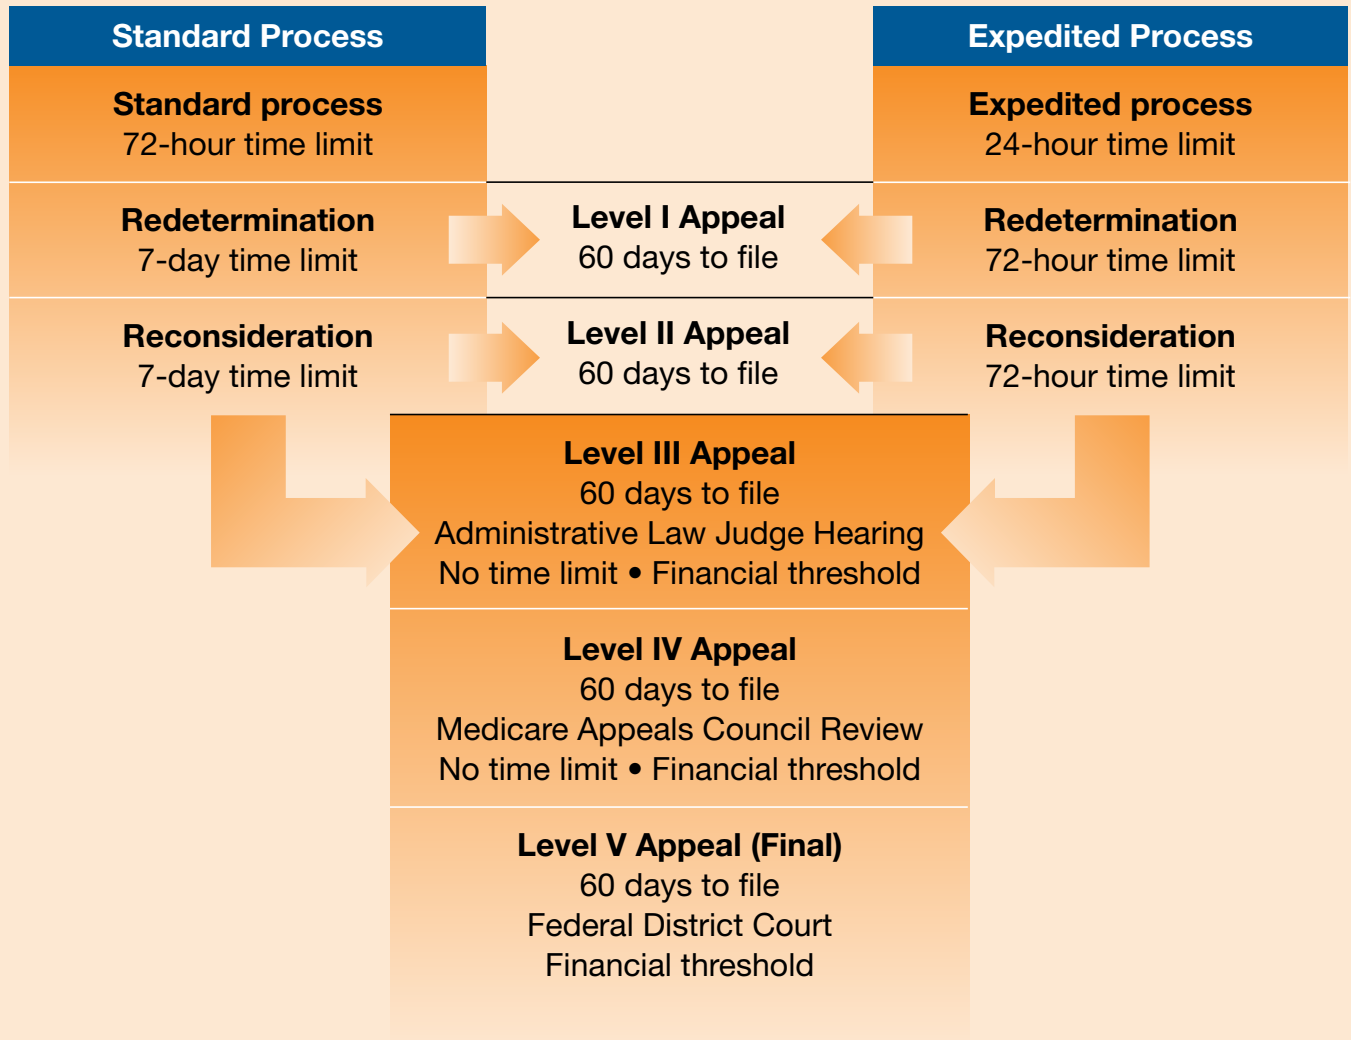 Standard Process
Expedited Process
Standard process
72-hour time limit
Expedited process
24-hour time limit
Redetermination
7-day time limit
Level I Appeal
60 days to file
Redetermination
72-hour time limit
Reconsideration
7-day time limit
Level II Appeal
60 days to file
Reconsideration
72-hour time limit
Level III Appeal
60 days to file
Administrative Law Judge Hearing
No time limit • Financial threshold
Level IV Appeal
60 days to file
Medicare Appeals Council Review
No time limit • Financial threshold
Level V Appeal (Final)
60 days to file
Federal District Court
Financial threshold